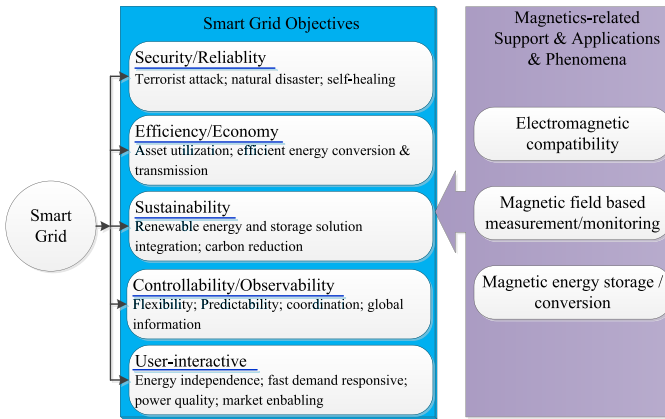 Smart Grid Objectives
Security/Reliablity
Terrorist attack; natural disaster; self-healing
Efficiency/Economy
Asset utilization; efficient energy conversion &
transmission
Smart
Grid
Sustainability
Renewable energy and storage solution
integration; carbon reduction
Controllability/Observability
Flexibility; Predictability; coordination; global
information
User-interactive
Energy independence; fast demand responsive;
power quality; market enbabling
Magnetics-related
Support & Applications
& Phenomena
Electromagnetic
compatibility
Magnetic field based
measurement/monitoring
Magnetic energy storage /
conversion